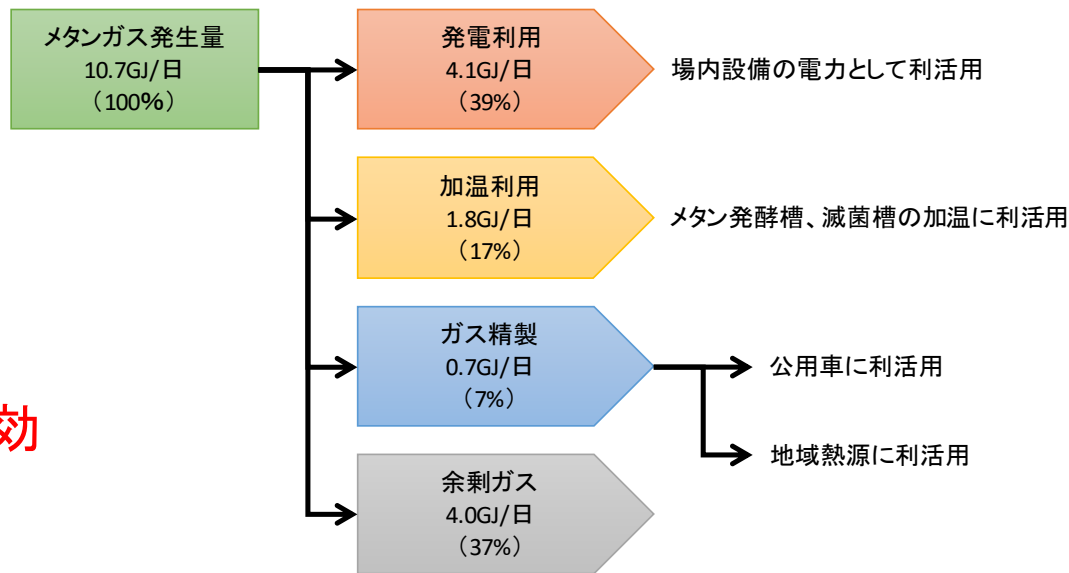 メタンガス発生量
10.7GJ/日
（100％）
発電利用
4.1GJ/日
(39%)
場内設備の電力として利活用
加温利用
1.8GJ/日
（17%）
メタン発酵槽、滅菌槽の加温に利活用
ガス精製
0.7GJ/日
（7%）
公用車に利活用
地域熱源に利活用
効
余剰ガス
4.0GJ/日
(37%)